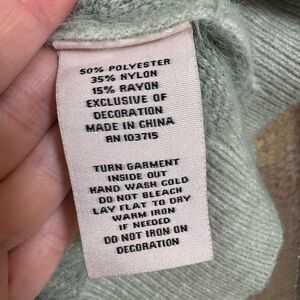 50% POLYESTER
35% NYLON
15% RAYON
EXCLUSIVE OF
DECORATION
MADE IN CHINA
RN 103715
TURN GARMENT
INSIDE OUT
HAND WASH COLD
DO NOT BLEACH
LAY FLAT TO DRY
WARM IRON
IF NEEDED
DO NOT IRON ON
DECORATION